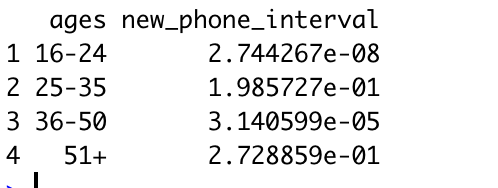 ages new_phone_interval
1 16-24 2.744267e-08
2 25-35 1.985727e-01
3 36-50 3.140599e-05
4 51+ 2.728859e-01